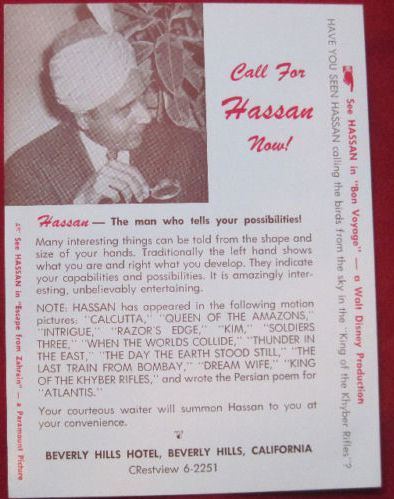 Call For
Hassan
Now!
Hassan — The man who tells your possibilities!
Many interesting things can be told from the shape
and size of your hands. Traditionally the left hand shows
what you are and right what you develop. They indicate
your capabilities and possibilities. It is amazingly inter-
esting, unbelievably entertaining.
NOTE: HASSAN has appeared in the following motion
pictures: "CALCUTTA," "QUEEN OF THE AMAZONS,"
"INTRIGUE," "RAZOR'S EDGE," "KIM," "SOLDIERS
THREE," "WHEN THE WORLDS COLLIDE," "THUNDER IN
THE EAST," "THE DAY THE EARTH STOOD STILL," "THE
LAST TRAIN FROM BOMBAY," "DREAM WIFE," "KING
OF THE KHYBER RIFLES," and wrote the Persian poem for
"ATLANTIS."
Your courteous waiter will summon Hassan to you at
your convenience.
BEVERLY HILLS HOTEL, BEVERLY HILLS, CALIFORNIA
CRestview 6-2251
See HASSAN in "Bon Voyage" — a Walt Disney Production
HAVE YOU SEEN HASSAN calling the birds from the sky in the "King of the Khyber Rifles"?
See HASSAN in "Escape from Zahrain" — a Paramount Picture